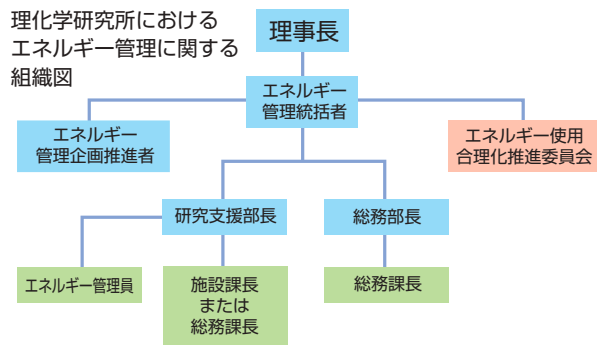 理化学研究所における
エネルギー管理に関する
組織図
理事長
エネルギー
管理統括者
エネルギー
管理企画推進者
エネルギー使用
合理化推進委員会
研究支援部長
総務部長
エネルギー管理員
施設課長
または
総務課長
総務課長